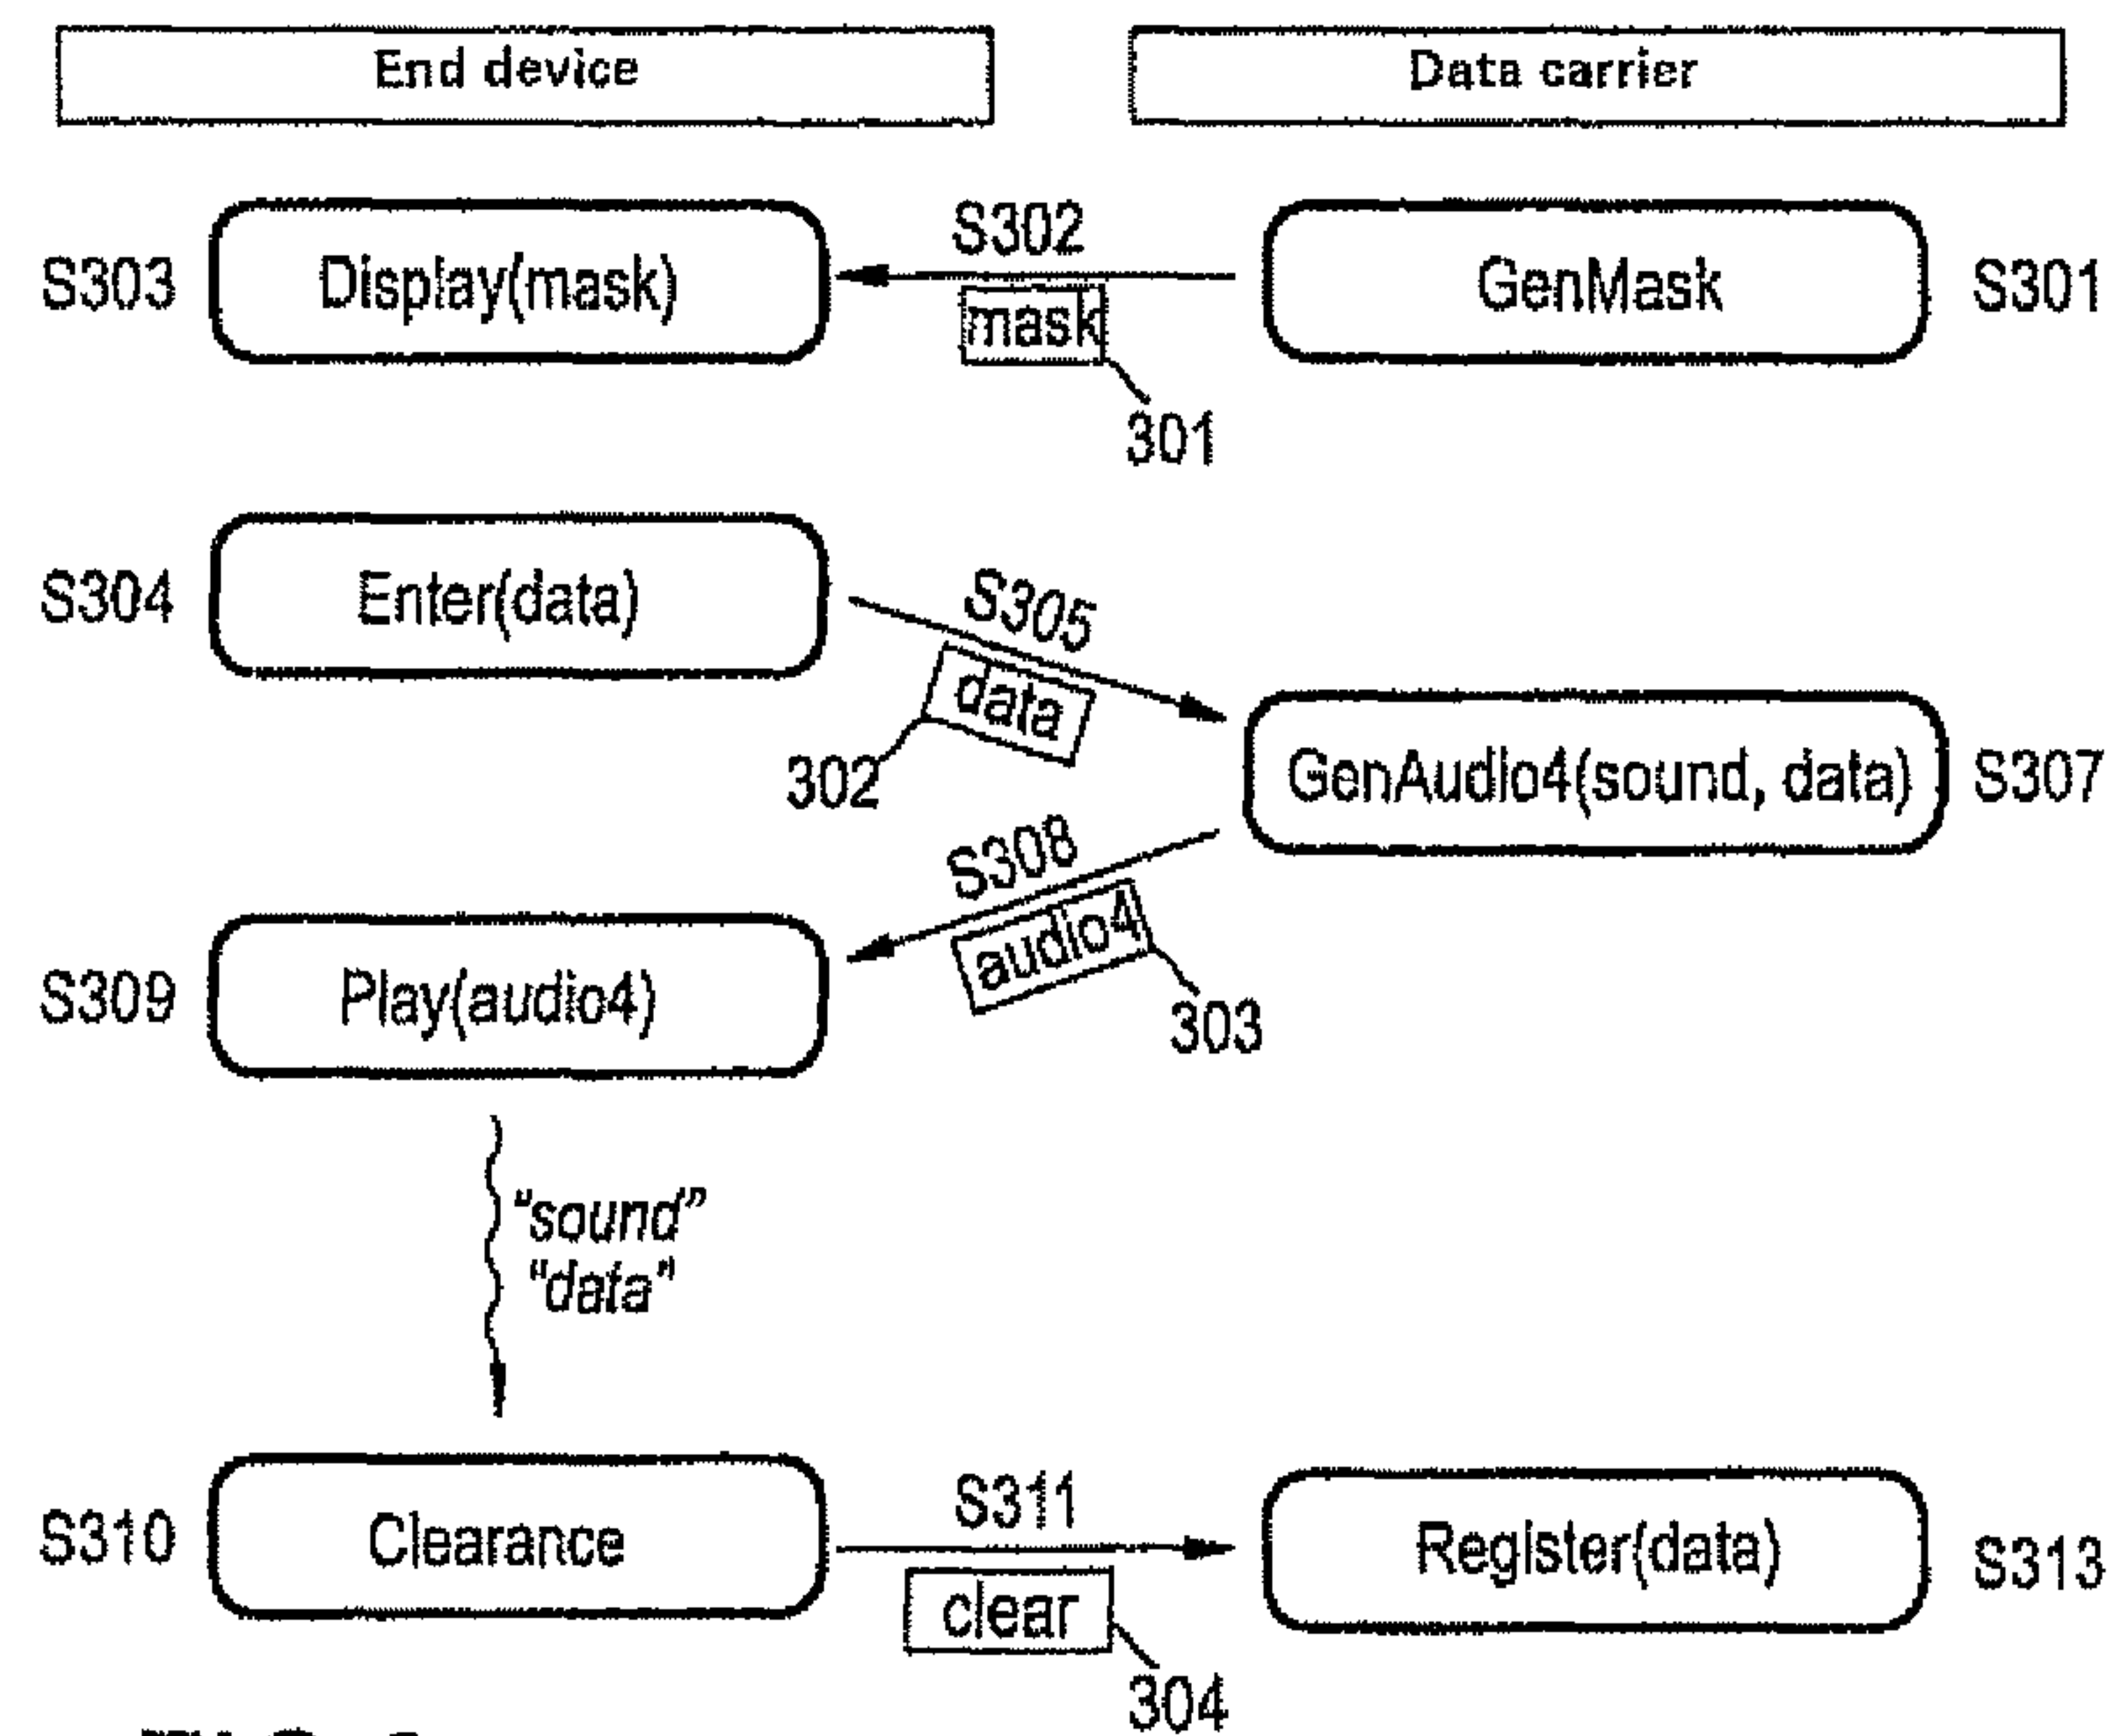 End device
Data carrier
S302
S303 Display(mask) GenMask S301
mask
301
S304 Enter(data) S305
data
302
GenAudio4(sound, data) S307
S308
audio4
S309 Play(audio4) 303
"sound"
"data"
S311
S310 Clearance Register(data) S313
clear
304